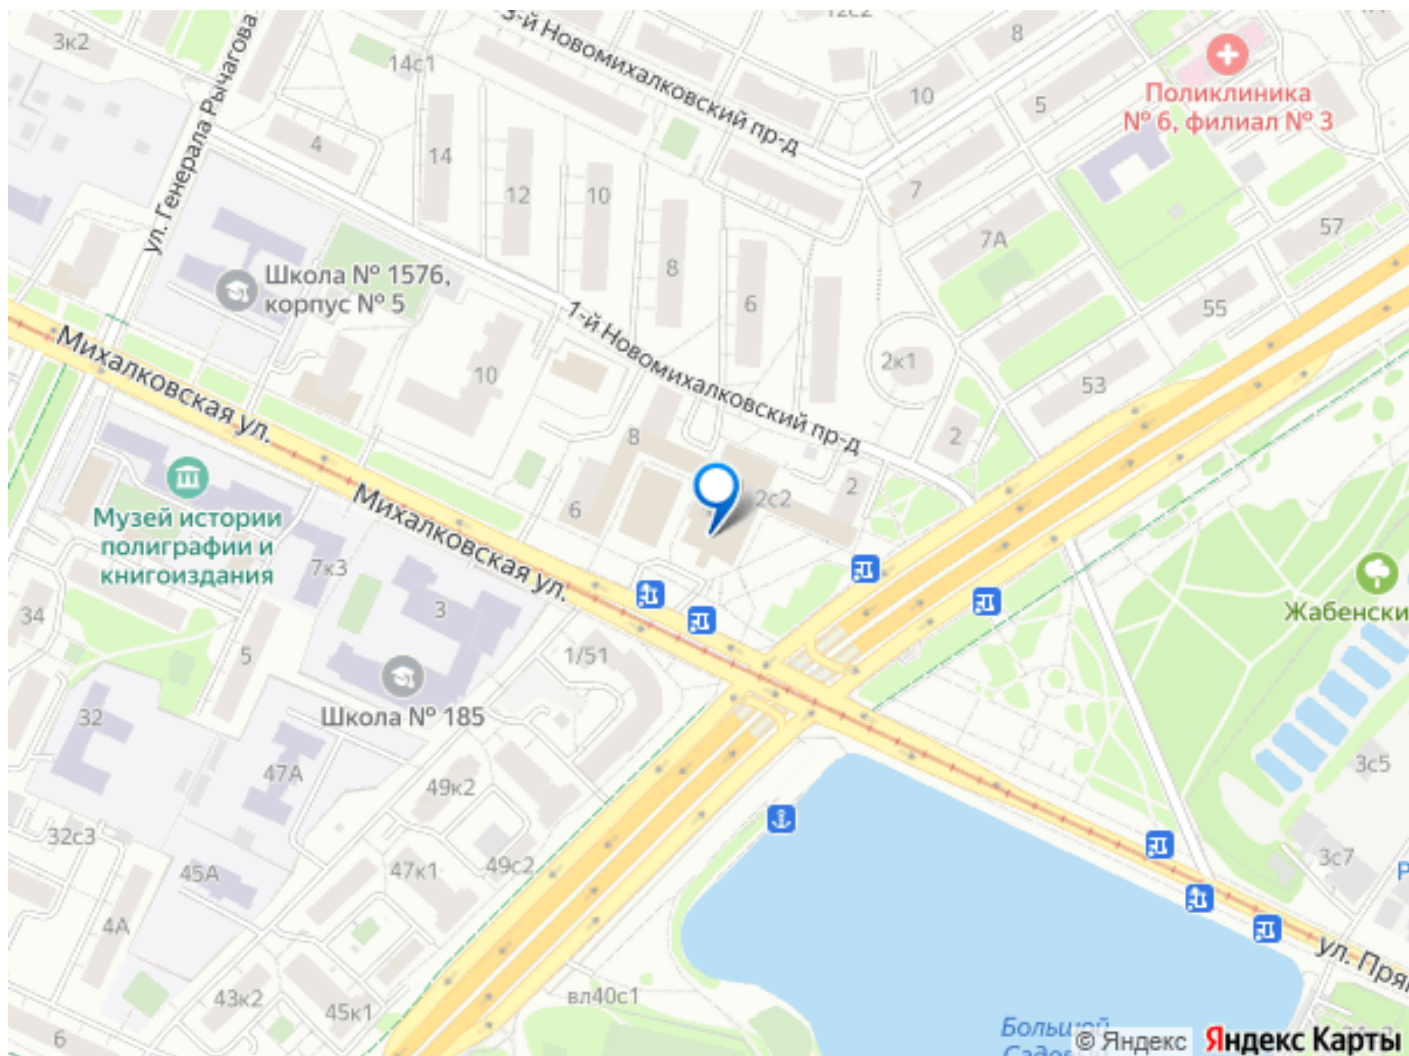 3к2
14с1
12с2
8
3-й Новомихалковский пр-д
10
5
Поликлиника
№ 6, филиал № 3
ул. Генерала Рычагова
4
14
12
10
7
7А
57
8
6
Школа № 1576,
корпус № 5
55
1-й Новомихалковский пр-д
2к1
53
Михалковская ул.
10
8
2
2
2с2
6
Михалковская ул.
Музей истории
полиграфии и
книгоиздания
7к3
3
34
5
1/51
Жабенски
Школа № 185
32
47А
49к2
3с5
32с3
45А
47к1
49с2
3с7
Р
4А
ул. Пря
43к2
45к1
вл40с1
6
Большой
© Яндекс
Яндекс Карты